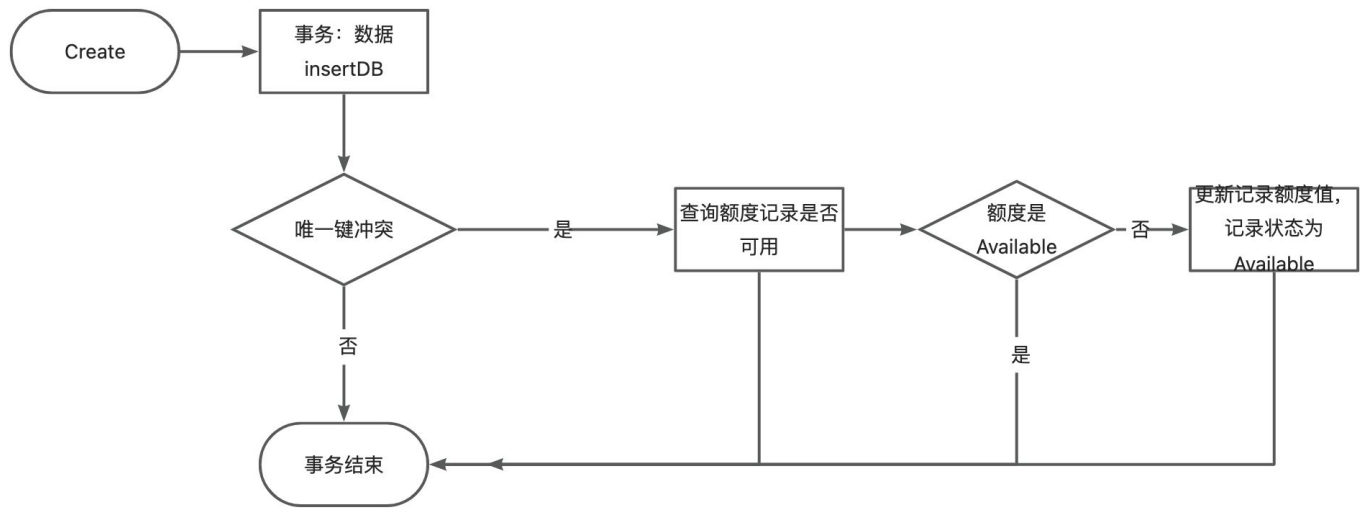 Create
事务：数据
insertDB
唯一键冲突
是
查询额度记录是否
可用
额度是
Available
否
更新记录额度值，
记录状态为
Available
否
是
事务结束